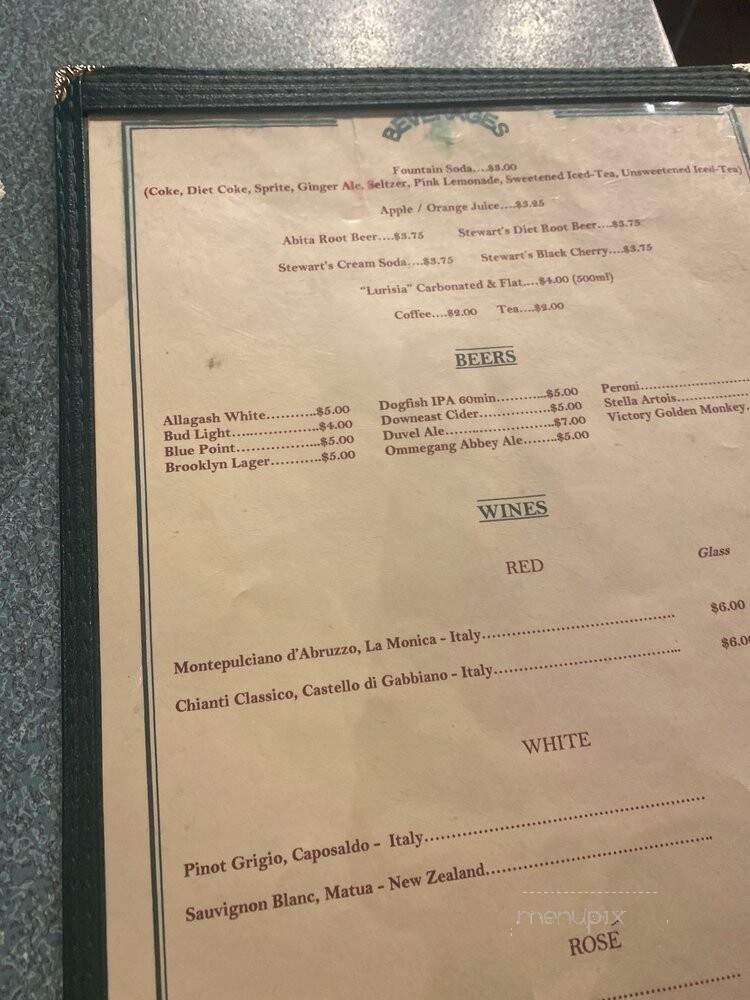 BEVERAGES
Fountain Soda....$3.00
(Coke, Diet Coke, Sprite, Ginger Ale, Seltzer, Pink Lemonade, Sweetened Iced-Tea, Unsweetened Iced-Tea)
Apple / Orange Juice....$3.25
Abita Root Beer....$3.75 Stewart's Diet Root Beer....$3.75
Stewart's Cream Soda....$3.75 Stewart's Black Cherry....$3.75
"Lurisia" Carbonated & Flat....$4.00 (500ml)
Coffee....$2.00 Tea....$2.00
BEERS
Allagash White..........$5.00
Bud Light..................$4.00
Blue Point.................$5.00
Brooklyn Lager..........$5.00
Dogfish IPA 60min..........$5.00
Downeast Cider...............$5.00
Duvel Ale.......................$7.00
Ommegang Abbey Ale.......$5.00
Peroni........................
Stella Artois................
Victory Golden Monkey.
WINES
RED
Glass
Montepulciano d'Abruzzo, La Monica - Italy.......................................... $6.00
Chianti Classico, Castello di Gabbiano - Italy........................................ $6.00
WHITE
Pinot Grigio, Caposaldo - Italy............................................................
Sauvignon Blanc, Matua - New Zealand................................................
menupix
ROSÉ